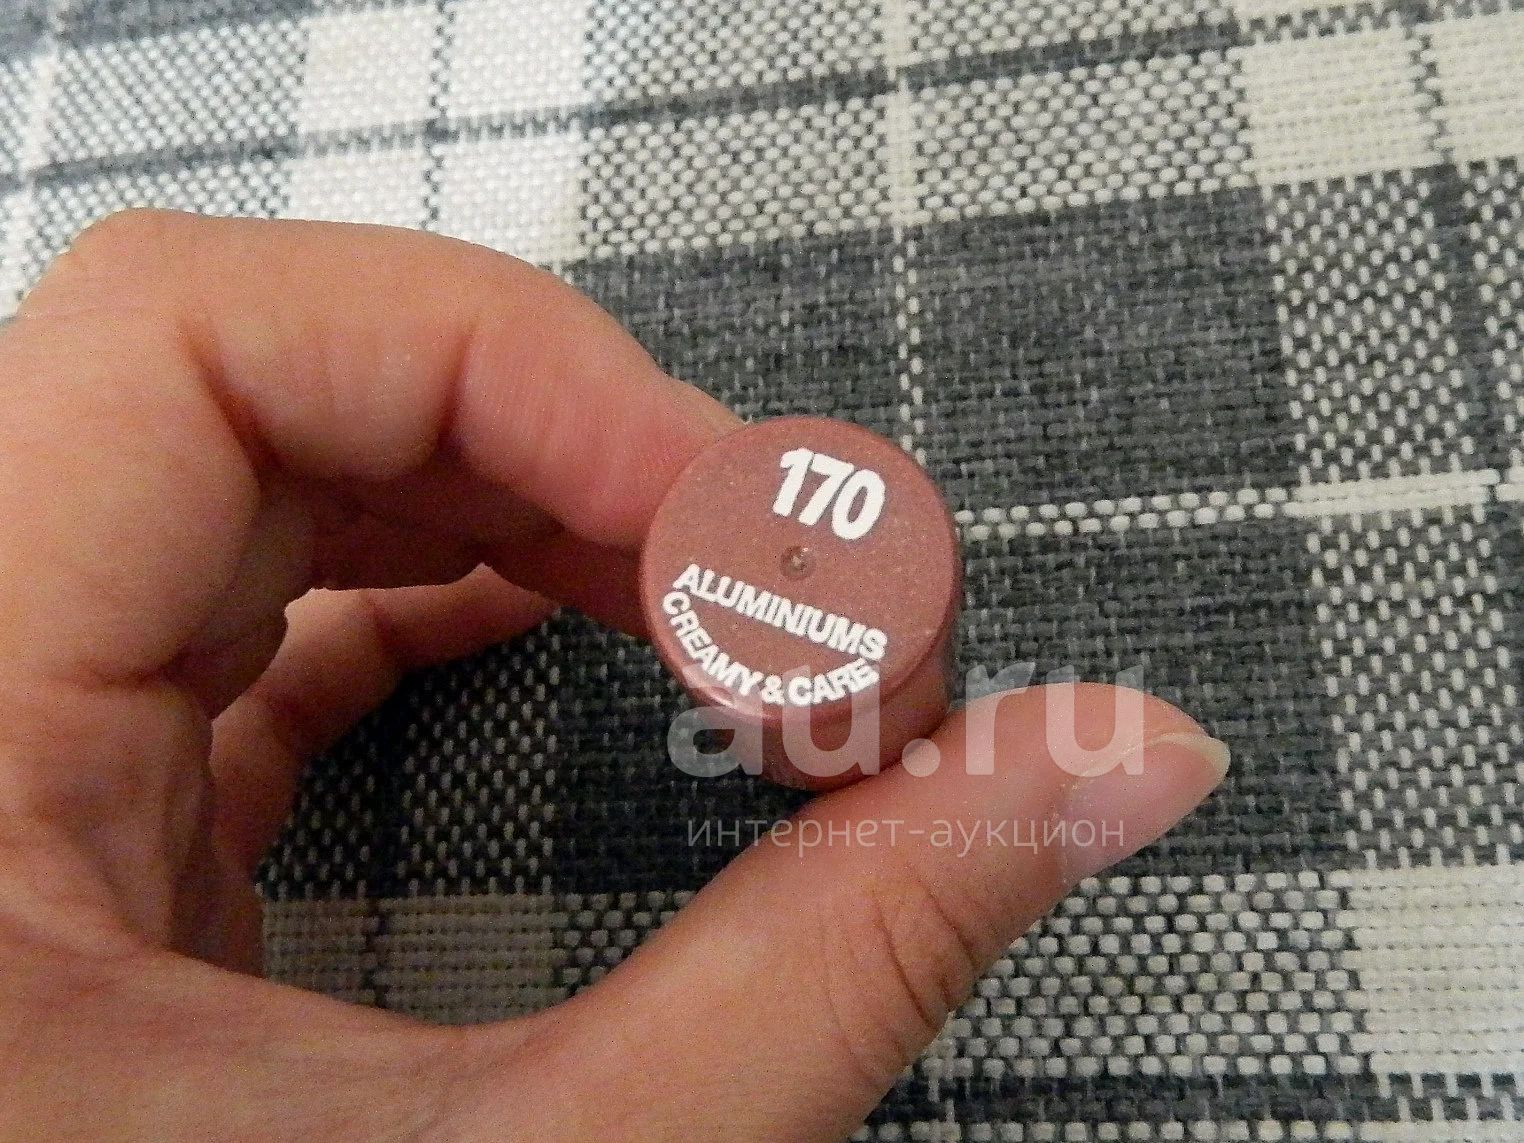 170
ALUMINIUMS
CREAMY & CARE
au.ru
интернет-аукцион